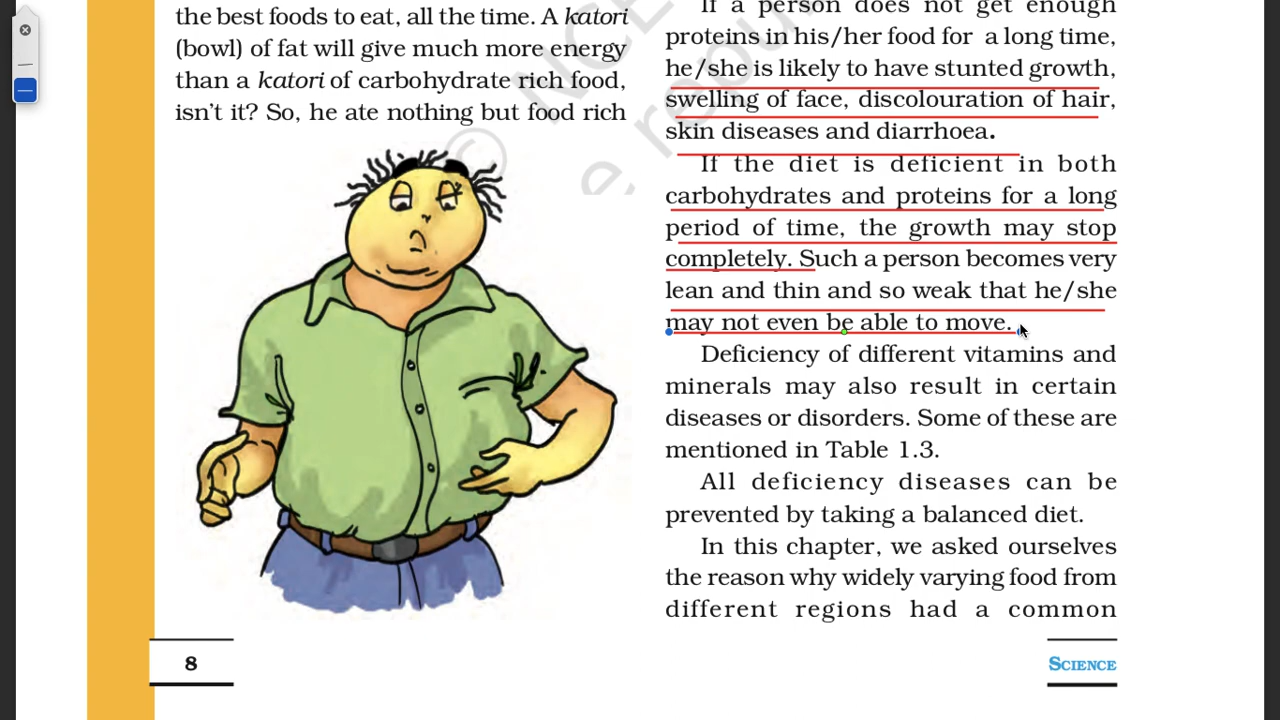 the best foods to eat, all the time. A katori
(bowl) of fat will give much more energy
than a katori of carbohydrate rich food,
isn't it? So, he ate nothing but food rich
If a person does not get enough
proteins in his/her food for a long time,
he/she is likely to have stunted growth,
swelling of face, discolouration of hair,
skin diseases and diarrhoea.
If the diet is deficient in both
carbohydrates and proteins for a long
period of time, the growth may stop
completely. Such a person becomes very
lean and thin and so weak that he/she
may not even be able to move.
Deficiency of different vitamins and
minerals may also result in certain
diseases or disorders. Some of these are
mentioned in Table 1.3.
All deficiency diseases can be
prevented by taking a balanced diet.
In this chapter, we asked ourselves
the reason why widely varying food from
different regions had a common
8
SCIENCE